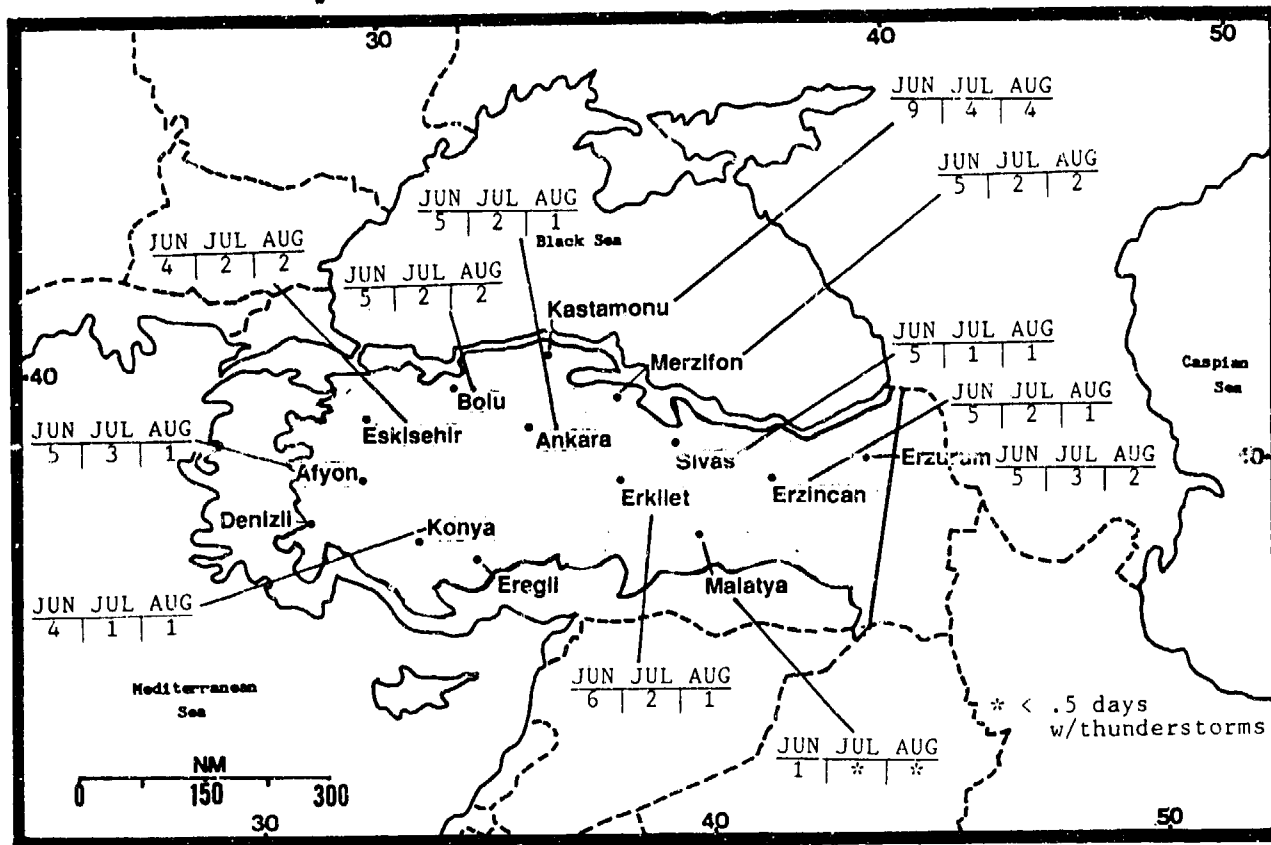 30
40
50
JUN JUL AUG
9 4 4
JUN JUL AUG
5 2 2
JUN JUL AUG
5 2 1
Black Sea
JUN JUL AUG
4 2 2
JUN JUL AUG
5 2 2
Kastamonu
JUN JUL AUG
5 1 1
Merzifon
Caspian
Sea
40
Bolu
JUN JUL AUG
5 2 1
Eskisehir
Ankara
JUN JUL AUG
5 3 1
Sivas
Erzurum
JUN JUL AUG
5 3 2
40
Afyon
Erkilet
Erzincan
Denizli
Konya
Eregli
Malatya
JUN JUL AUG
4 1 1
JUN JUL AUG
6 2 1
Mediterranean
Sea
* < .5 days
w/thunderstorms
JUN JUL AUG
1 * *
NM
0 150 300
30
40
50